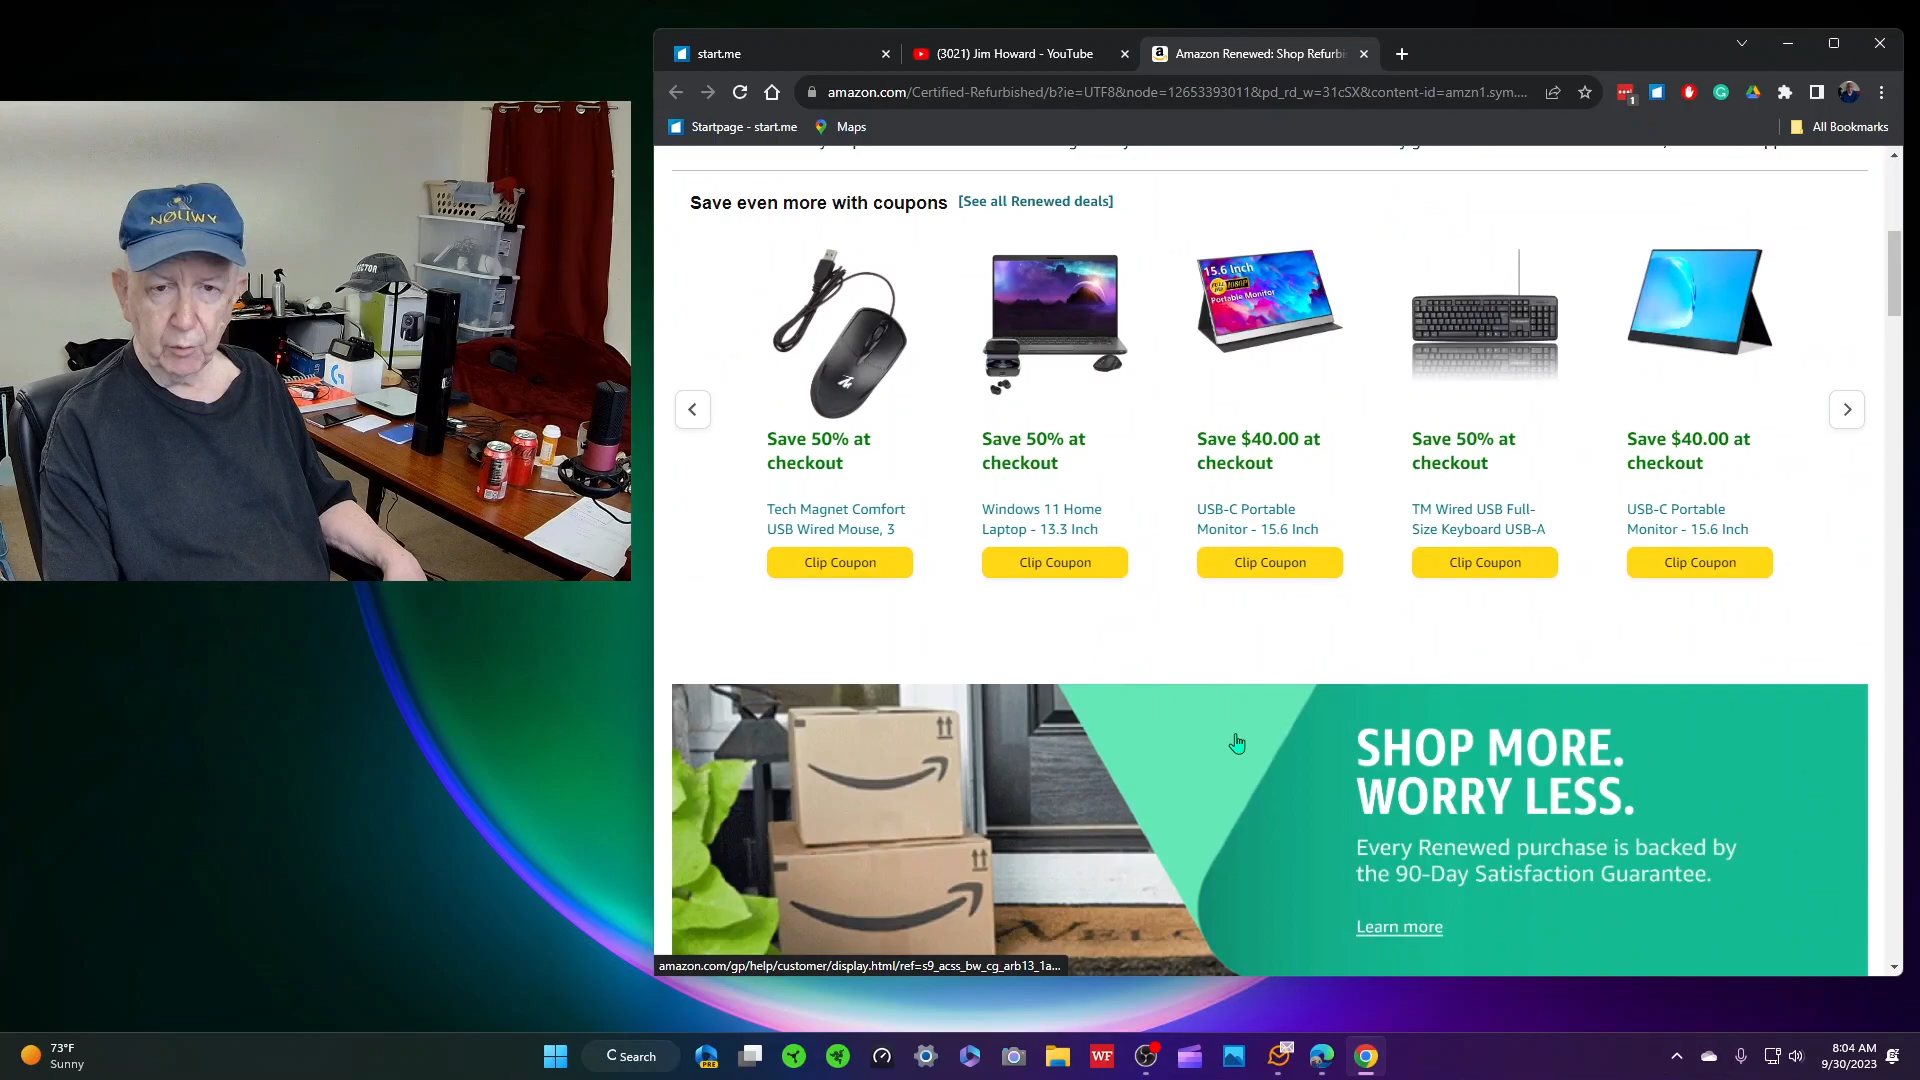 start.me
(3021) Jim Howard - YouTube
Amazon Renewed: Shop Refurbi
amazon.com/Certified-Refurbished/b?ie=UTF8&node=12653393011&pd_rd_w=31cSX&content-id=amzn1.sym....
1
Startpage - start.me
Maps
All Bookmarks
NØUWY
Save even more with coupons [See all Renewed deals]
15.6 Inch
1080P
Portable Monitor
Save 50% at
checkout
Tech Magnet Comfort
USB Wired Mouse, 3
Clip Coupon
Save 50% at
checkout
Windows 11 Home
Laptop - 13.3 Inch
Clip Coupon
Save $40.00 at
checkout
USB-C Portable
Monitor - 15.6 Inch
Clip Coupon
Save 50% at
checkout
TM Wired USB Full-
Size Keyboard USB-A
Clip Coupon
Save $40.00 at
checkout
USB-C Portable
Monitor - 15.6 Inch
Clip Coupon
SHOP MORE.
WORRY LESS.
Every Renewed purchase is backed by
the 90-Day Satisfaction Guarantee.
Learn more
amazon.com/gp/help/customer/display.html/ref=s9_acss_bw_cg_arb13_1a...
73°F
Sunny
Search
PRE
WF
8:04 AM
9/30/2023